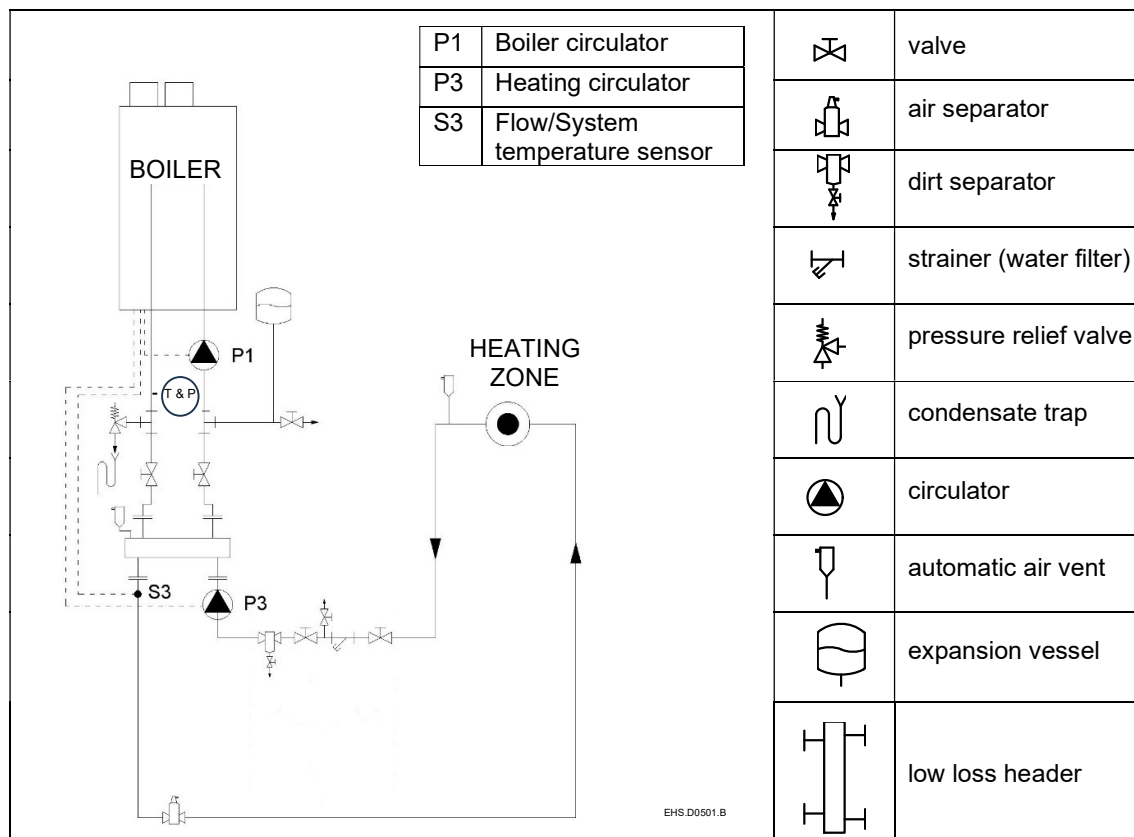 P1 Boiler circulator
P3 Heating circulator
S3 Flow/System
temperature sensor
BOILER
P1
T & P
HEATING
ZONE
S3
P3
EHS.D0501.B
valve
air separator
dirt separator
strainer (water filter)
pressure relief valve
condensate trap
circulator
automatic air vent
expansion vessel
low loss header